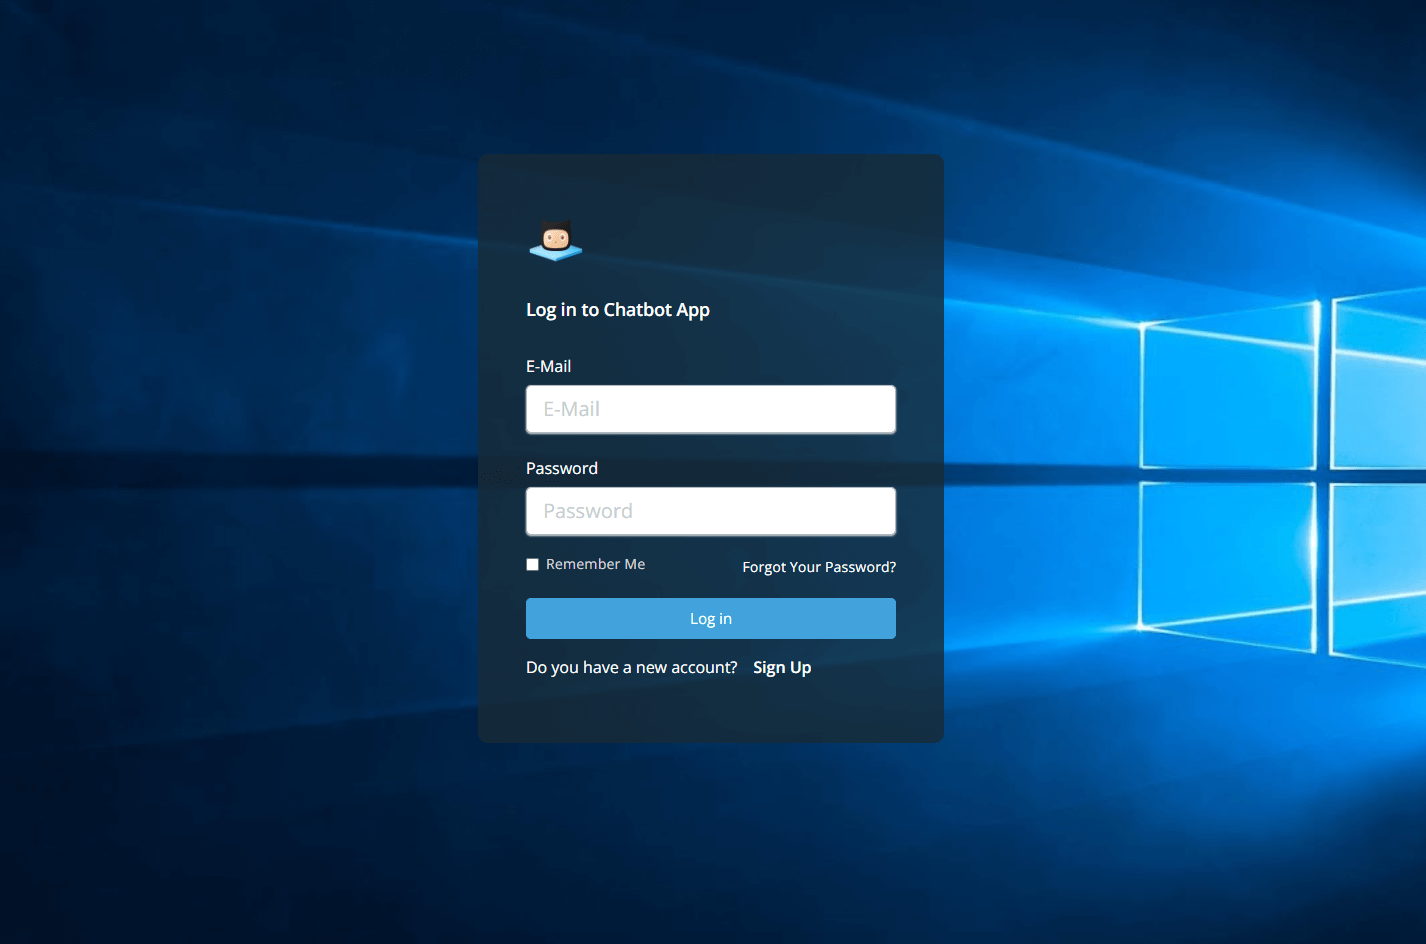 Log in to Chatbot App
E-Mail
E-Mail
Password
Password
Remember Me Forgot Your Password?
Log in
Do you have a new account? Sign Up